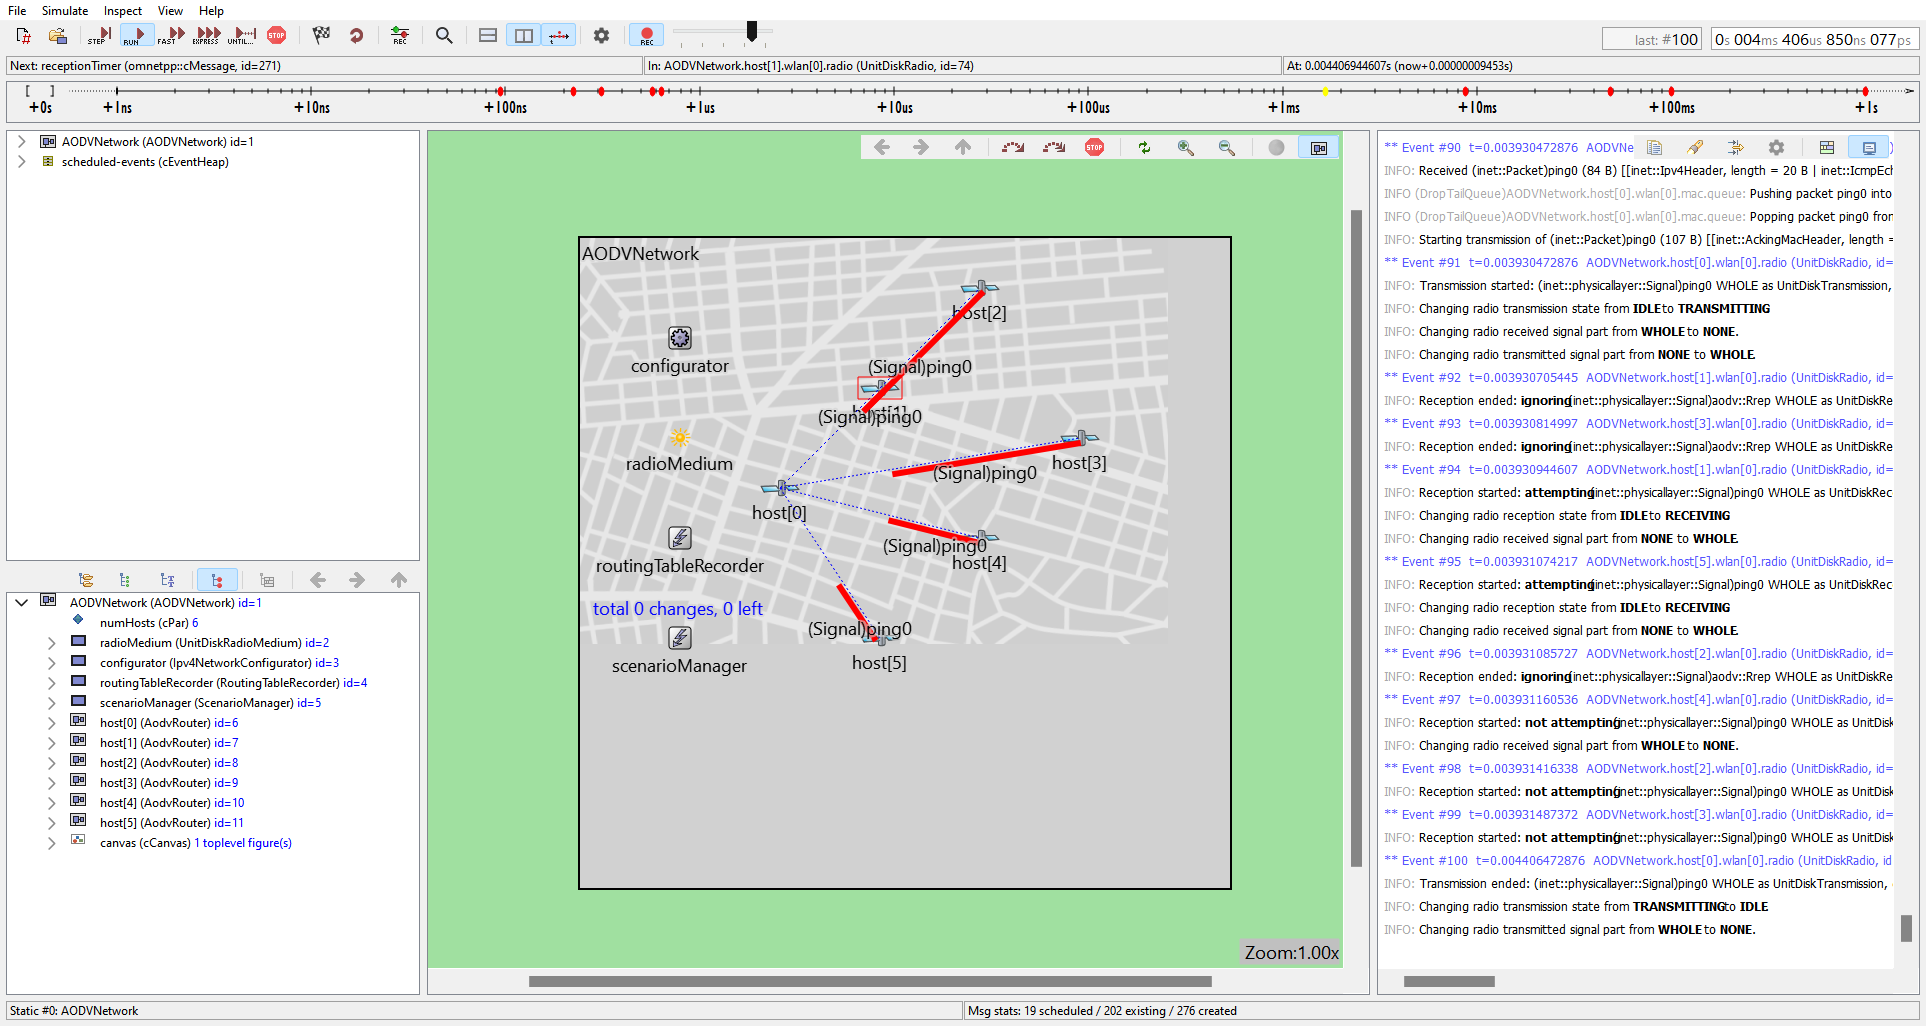 File Simulate Inspect View Help
STEP RUN FAST EXPRESS UNTIL... STOP REC REC last: #100 0s 004ms 406us 850ns 077ps
Next: receptionTimer (omnetpp::cMessage, id=271) In: AODVNetwork.host[1].wlan[0].radio (UnitDiskRadio, id=74) At: 0.004406944607s (now+0.00000009453s)
[ ]
+0s +1ns +10ns +100ns +1us +10us +100us +1ms +10ms +100ms +1s
AODVNetwork (AODVNetwork) id=1
scheduled-events (cEventHeap)
AODVNetwork (AODVNetwork) id=1
numHosts (cPar) 6
radioMedium (UnitDiskRadioMedium) id=2
configurator (Ipv4NetworkConfigurator) id=3
routingTableRecorder (RoutingTableRecorder) id=4
scenarioManager (ScenarioManager) id=5
host[0] (AodvRouter) id=6
host[1] (AodvRouter) id=7
host[2] (AodvRouter) id=8
host[3] (AodvRouter) id=9
host[4] (AodvRouter) id=10
host[5] (AodvRouter) id=11
canvas (cCanvas) 1 toplevel figure(s)
STOP
AODVNetwork
host[2]
configurator
(Signal)ping0
host[1]
(Signal)ping0
radioMedium
host[3]
(Signal)ping0
host[0]
(Signal)ping0
host[4]
routingTableRecorder
total 0 changes, 0 left
(Signal)ping0
scenarioManager
host[5]
Zoom:1.00x
** Event #90 t=0.003930472876 AODVNe
INFO: Received (inet::Packet)ping0 (84 B) [[inet::Ipv4Header, length = 20 B | inet::IcmpEch
INFO (DropTailQueue)AODVNetwork.host[0].wlan[0].mac.queue: Pushing packet ping0 into
INFO (DropTailQueue)AODVNetwork.host[0].wlan[0].mac.queue: Popping packet ping0 fron
INFO: Starting transmission of (inet::Packet)ping0 (107 B) [[inet::AckingMacHeader, length =
** Event #91 t=0.003930472876 AODVNetwork.host[0].wlan[0].radio (UnitDiskRadio, id=
INFO: Transmission started: (inet::physicallayer::Signal)ping0 WHOLE as UnitDiskTransmission,
INFO: Changing radio transmission state from IDLE to TRANSMITTING
INFO: Changing radio received signal part from WHOLE to NONE.
INFO: Changing radio transmitted signal part from NONE to WHOLE.
** Event #92 t=0.003930705445 AODVNetwork.host[1].wlan[0].radio (UnitDiskRadio, id=
INFO: Reception ended: ignoring (inet::physicallayer::Signal)aodv::Rrep WHOLE as UnitDiskRe
** Event #93 t=0.003930814997 AODVNetwork.host[3].wlan[0].radio (UnitDiskRadio, id=
INFO: Reception ended: ignoring (inet::physicallayer::Signal)aodv::Rrep WHOLE as UnitDiskRe
** Event #94 t=0.003930944607 AODVNetwork.host[1].wlan[0].radio (UnitDiskRadio, id=
INFO: Reception started: attempting (inet::physicallayer::Signal)ping0 WHOLE as UnitDiskRec
INFO: Changing radio reception state from IDLE to RECEIVING
INFO: Changing radio received signal part from NONE to WHOLE.
** Event #95 t=0.003931074217 AODVNetwork.host[5].wlan[0].radio (UnitDiskRadio, id=
INFO: Reception started: attempting (inet::physicallayer::Signal)ping0 WHOLE as UnitDiskRec
INFO: Changing radio reception state from IDLE to RECEIVING
INFO: Changing radio received signal part from NONE to WHOLE.
** Event #96 t=0.003931085727 AODVNetwork.host[2].wlan[0].radio (UnitDiskRadio, id=
INFO: Reception ended: ignoring (inet::physicallayer::Signal)aodv::Rrep WHOLE as UnitDiskRe
** Event #97 t=0.003931160536 AODVNetwork.host[4].wlan[0].radio (UnitDiskRadio, id=
INFO: Reception started: not attempting (inet::physicallayer::Signal)ping0 WHOLE as UnitDisk
INFO: Changing radio received signal part from WHOLE to NONE.
** Event #98 t=0.003931416338 AODVNetwork.host[2].wlan[0].radio (UnitDiskRadio, id=
INFO: Reception started: not attempting (inet::physicallayer::Signal)ping0 WHOLE as UnitDisk
** Event #99 t=0.003931487372 AODVNetwork.host[3].wlan[0].radio (UnitDiskRadio, id=
INFO: Reception started: not attempting (inet::physicallayer::Signal)ping0 WHOLE as UnitDisk
** Event #100 t=0.004406472876 AODVNetwork.host[0].wlan[0].radio (UnitDiskRadio, id
INFO: Transmission ended: (inet::physicallayer::Signal)ping0 WHOLE as UnitDiskTransmission,
INFO: Changing radio transmission state from TRANSMITTING to IDLE
INFO: Changing radio transmitted signal part from WHOLE to NONE.
Static #0: AODVNetwork Msg stats: 19 scheduled / 202 existing / 276 created